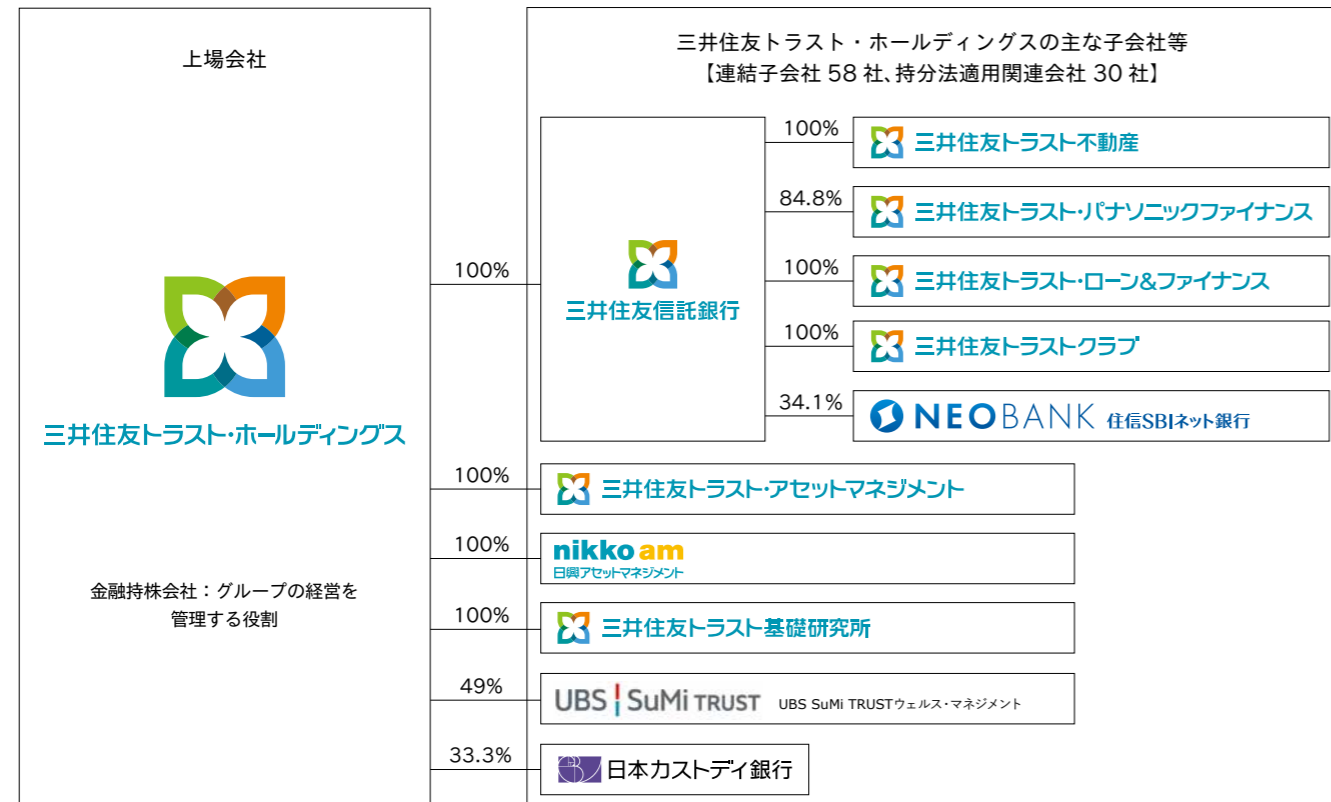 上場会社
三井住友トラスト・ホールディングス
金融持株会社：グループの経営を
管理する役割
三井住友トラスト・ホールディングスの主な子会社等
【連結子会社 58 社、持分法適用関連会社 30 社】
100%
三井住友信託銀行
100%
三井住友トラスト不動産
84.8%
三井住友トラスト・パナソニックファイナンス
100%
三井住友トラスト・ローン&ファイナンス
100%
三井住友トラストクラブ
34.1%
NEOBANK 住信SBIネット銀行
100%
三井住友トラスト・アセットマネジメント
100%
nikko am
日興アセットマネジメント
100%
三井住友トラスト基礎研究所
49%
UBS SuMi TRUST UBS SuMi TRUSTウェルス・マネジメント
33.3%
日本カストディ銀行